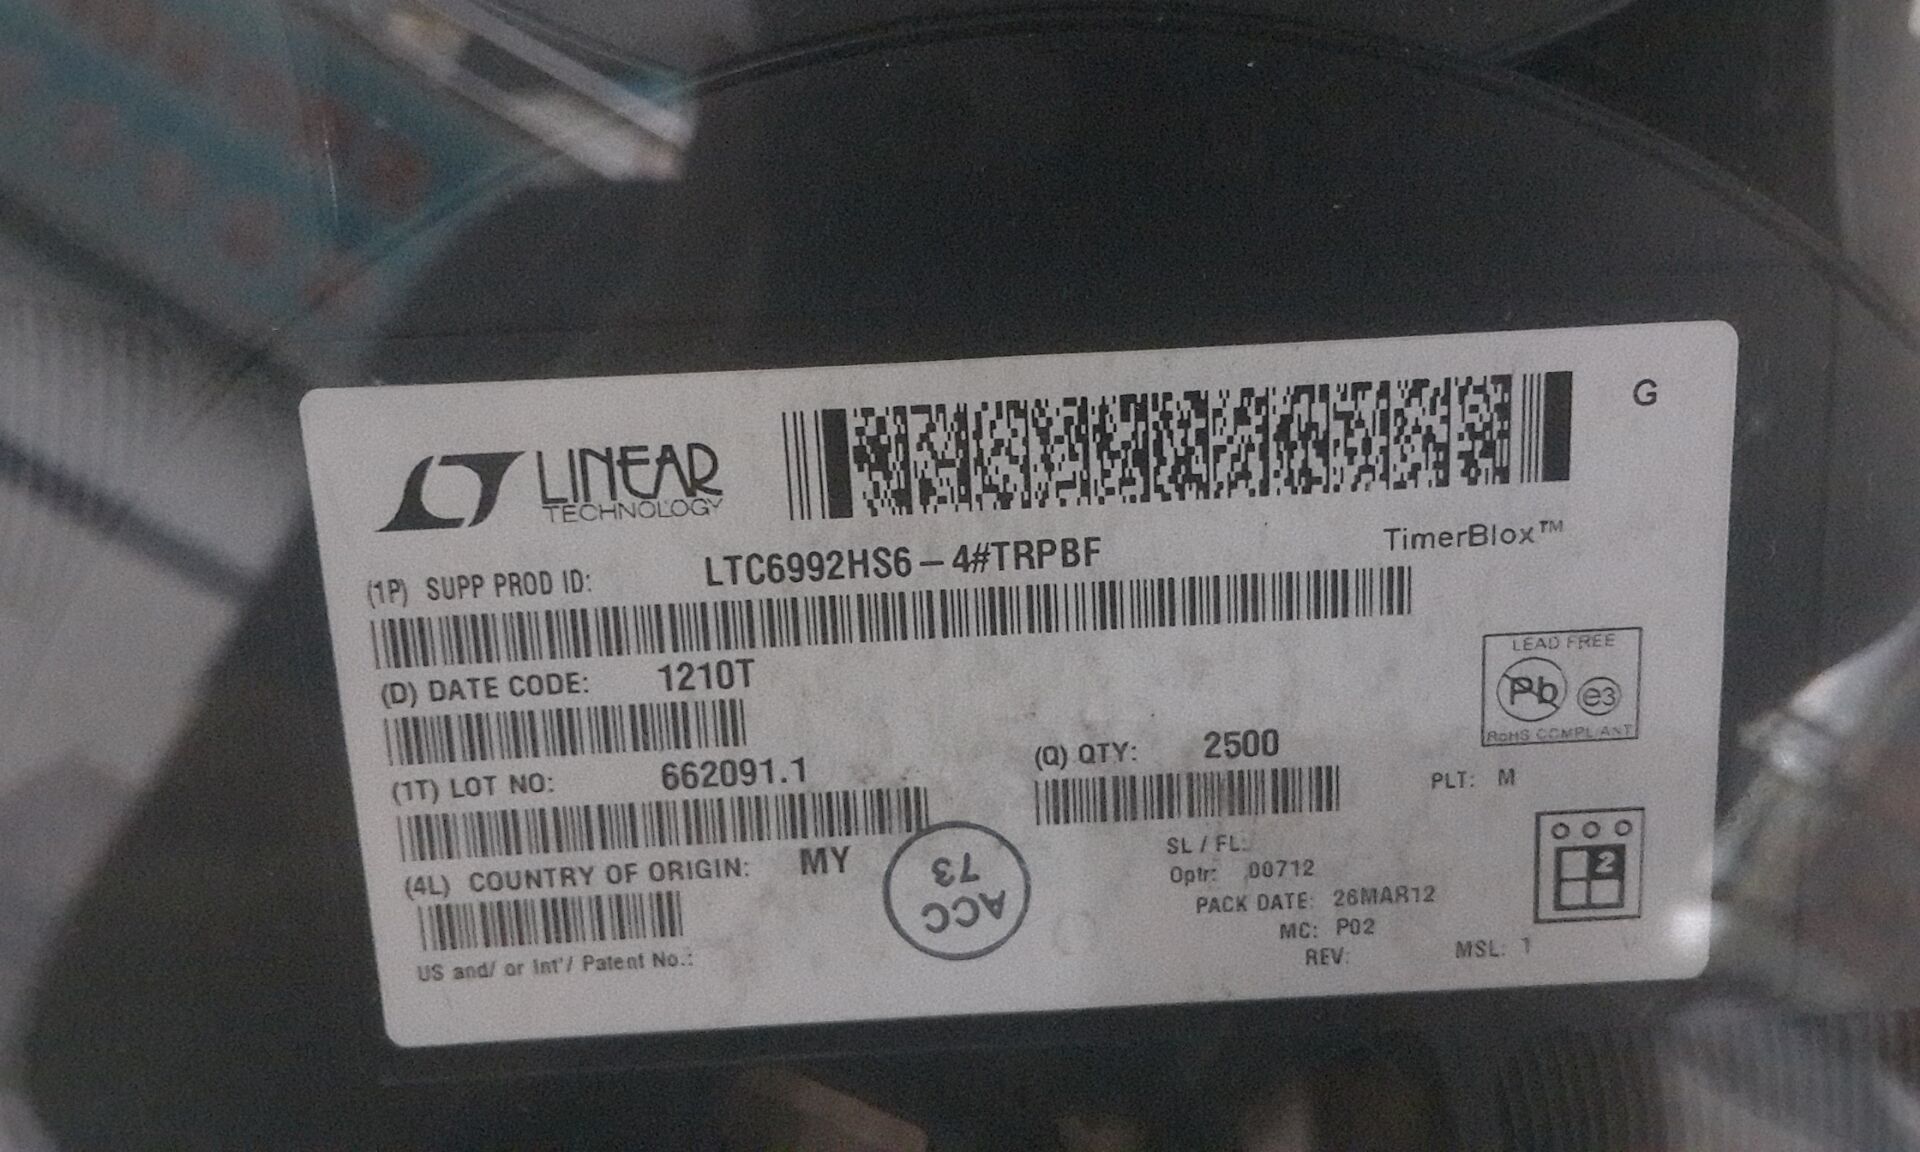 G
LINEAR
TECHNOLOGY
TimerBlox™
(1P) SUPP PROD ID: LTC6992HS6-4#TRPBF
(D) DATE CODE: 1210T
LEAD FREE
Pb e3
RoHS COMPLIANT
(1T) LOT NO: 662091.1
(Q) QTY: 2500
PLT: M
(4L) COUNTRY OF ORIGIN: MY
ACC
73
SL / FL:
Optr: 00712
2
PACK DATE: 26MAR12
MC: P02
REV:
MSL: 1
US and/ or Int'/ Patent No.: